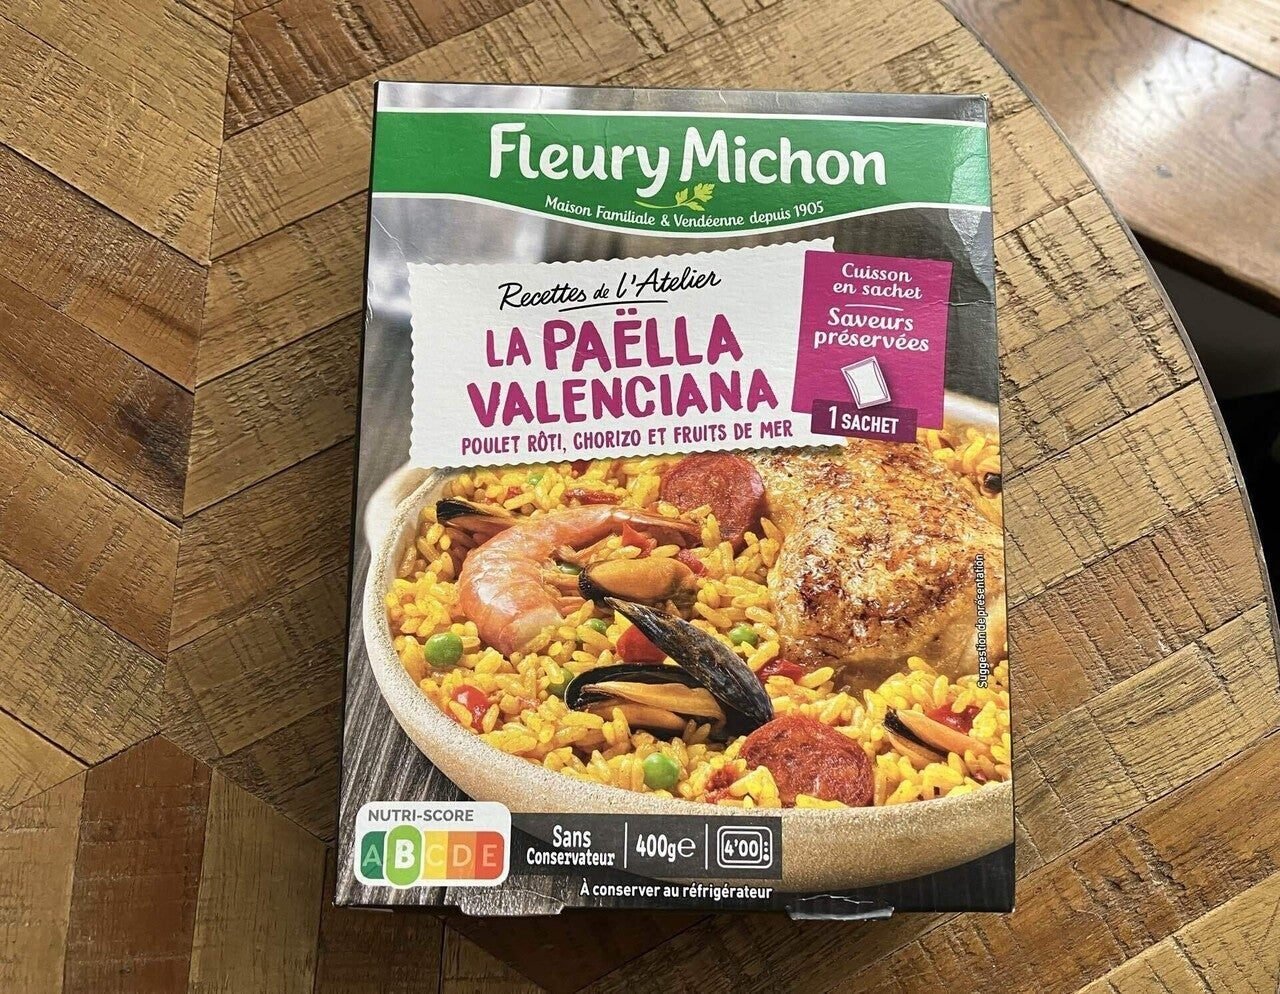 Fleury Michon
Maison Familiale & Vendéenne depuis 1905
Recettes de l'Atelier
LA PAËLLA
VALENCIANA
POULET RÔTI, CHORIZO ET FRUITS DE MER
Cuisson
en sachet
Saveurs
préservées
1 SACHET
Suggestion de présentation
NUTRI-SCORE
A B C D E
Sans
Conservateur
400g e
4'00
À conserver au réfrigérateur